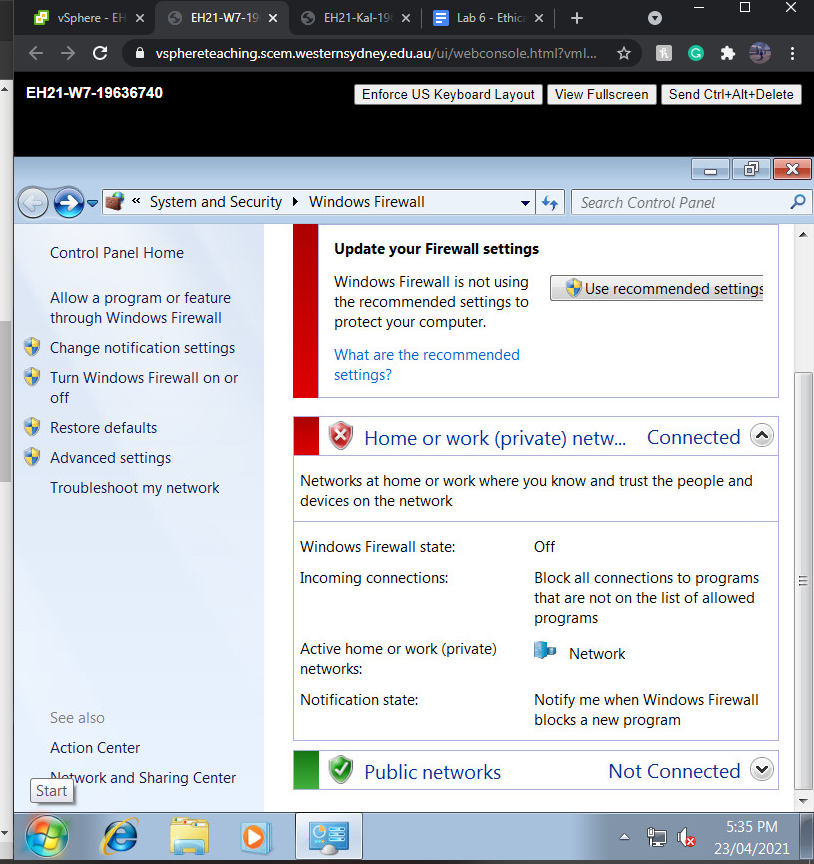 vSphere - EH
EH21-W7-19
EH21-Kal-19
Lab 6 - Ethica
vsphereteaching.scem.westernsydney.edu.au/ui/webconsole.html?vml...
EH21-W7-19636740
Enforce US Keyboard Layout
View Fullscreen
Send Ctrl+Alt+Delete
« System and Security
Windows Firewall
Search Control Panel
Control Panel Home
Allow a program or feature
through Windows Firewall
Change notification settings
Turn Windows Firewall on or
off
Restore defaults
Advanced settings
Troubleshoot my network
See also
Action Center
Network and Sharing Center
Start
Update your Firewall settings
Windows Firewall is not using
the recommended settings to
protect your computer.
Use recommended settings
What are the recommended
settings?
Home or work (private) netw... Connected
Networks at home or work where you know and trust the people and
devices on the network
Windows Firewall state: Off
Incoming connections: Block all connections to programs
that are not on the list of allowed
programs
Active home or work (private)
networks:
Network
Notification state: Notify me when Windows Firewall
blocks a new program
Public networks Not Connected
5:35 PM
23/04/2021